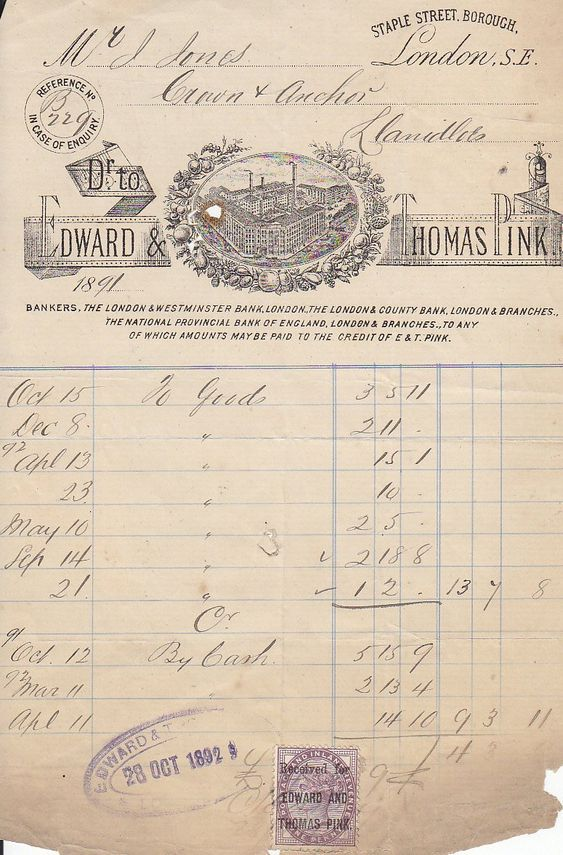 STAPLE STREET, BOROUGH,
London, S.E.
Mr J Jones
Crown & Anchor
Llanidloes
REFERENCE No
B
229
IN CASE OF ENQUIRY.
Dr to
EDWARD & THOMAS PINK
1891
BANKERS, THE LONDON & WESTMINSTER BANK, LONDON, THE LONDON & COUNTY BANK, LONDON & BRANCHES.,
THE NATIONAL PROVINCIAL BANK OF ENGLAND, LONDON & BRANCHES., TO ANY
OF WHICH AMOUNTS MAY BE PAID TO THE CREDIT OF E & T. PINK.
Oct 15 To Goods 3 5 11
Dec 8 " 2 11 .
92
Apl 13 " 15 1
23 " 10 .
May 10 " 2 5 .
Sep 14 " 2 18 8
21. " 1 2 . 13 7 8
Cr
91
Oct. 12 By Cash. 5 15 9
92
Mar 11 " 2 13 4
Apl 11 14 10 9 3 11
4 3
EDWARD & T
28 OCT 1892
Received for
EDWARD AND
THOMAS PINK